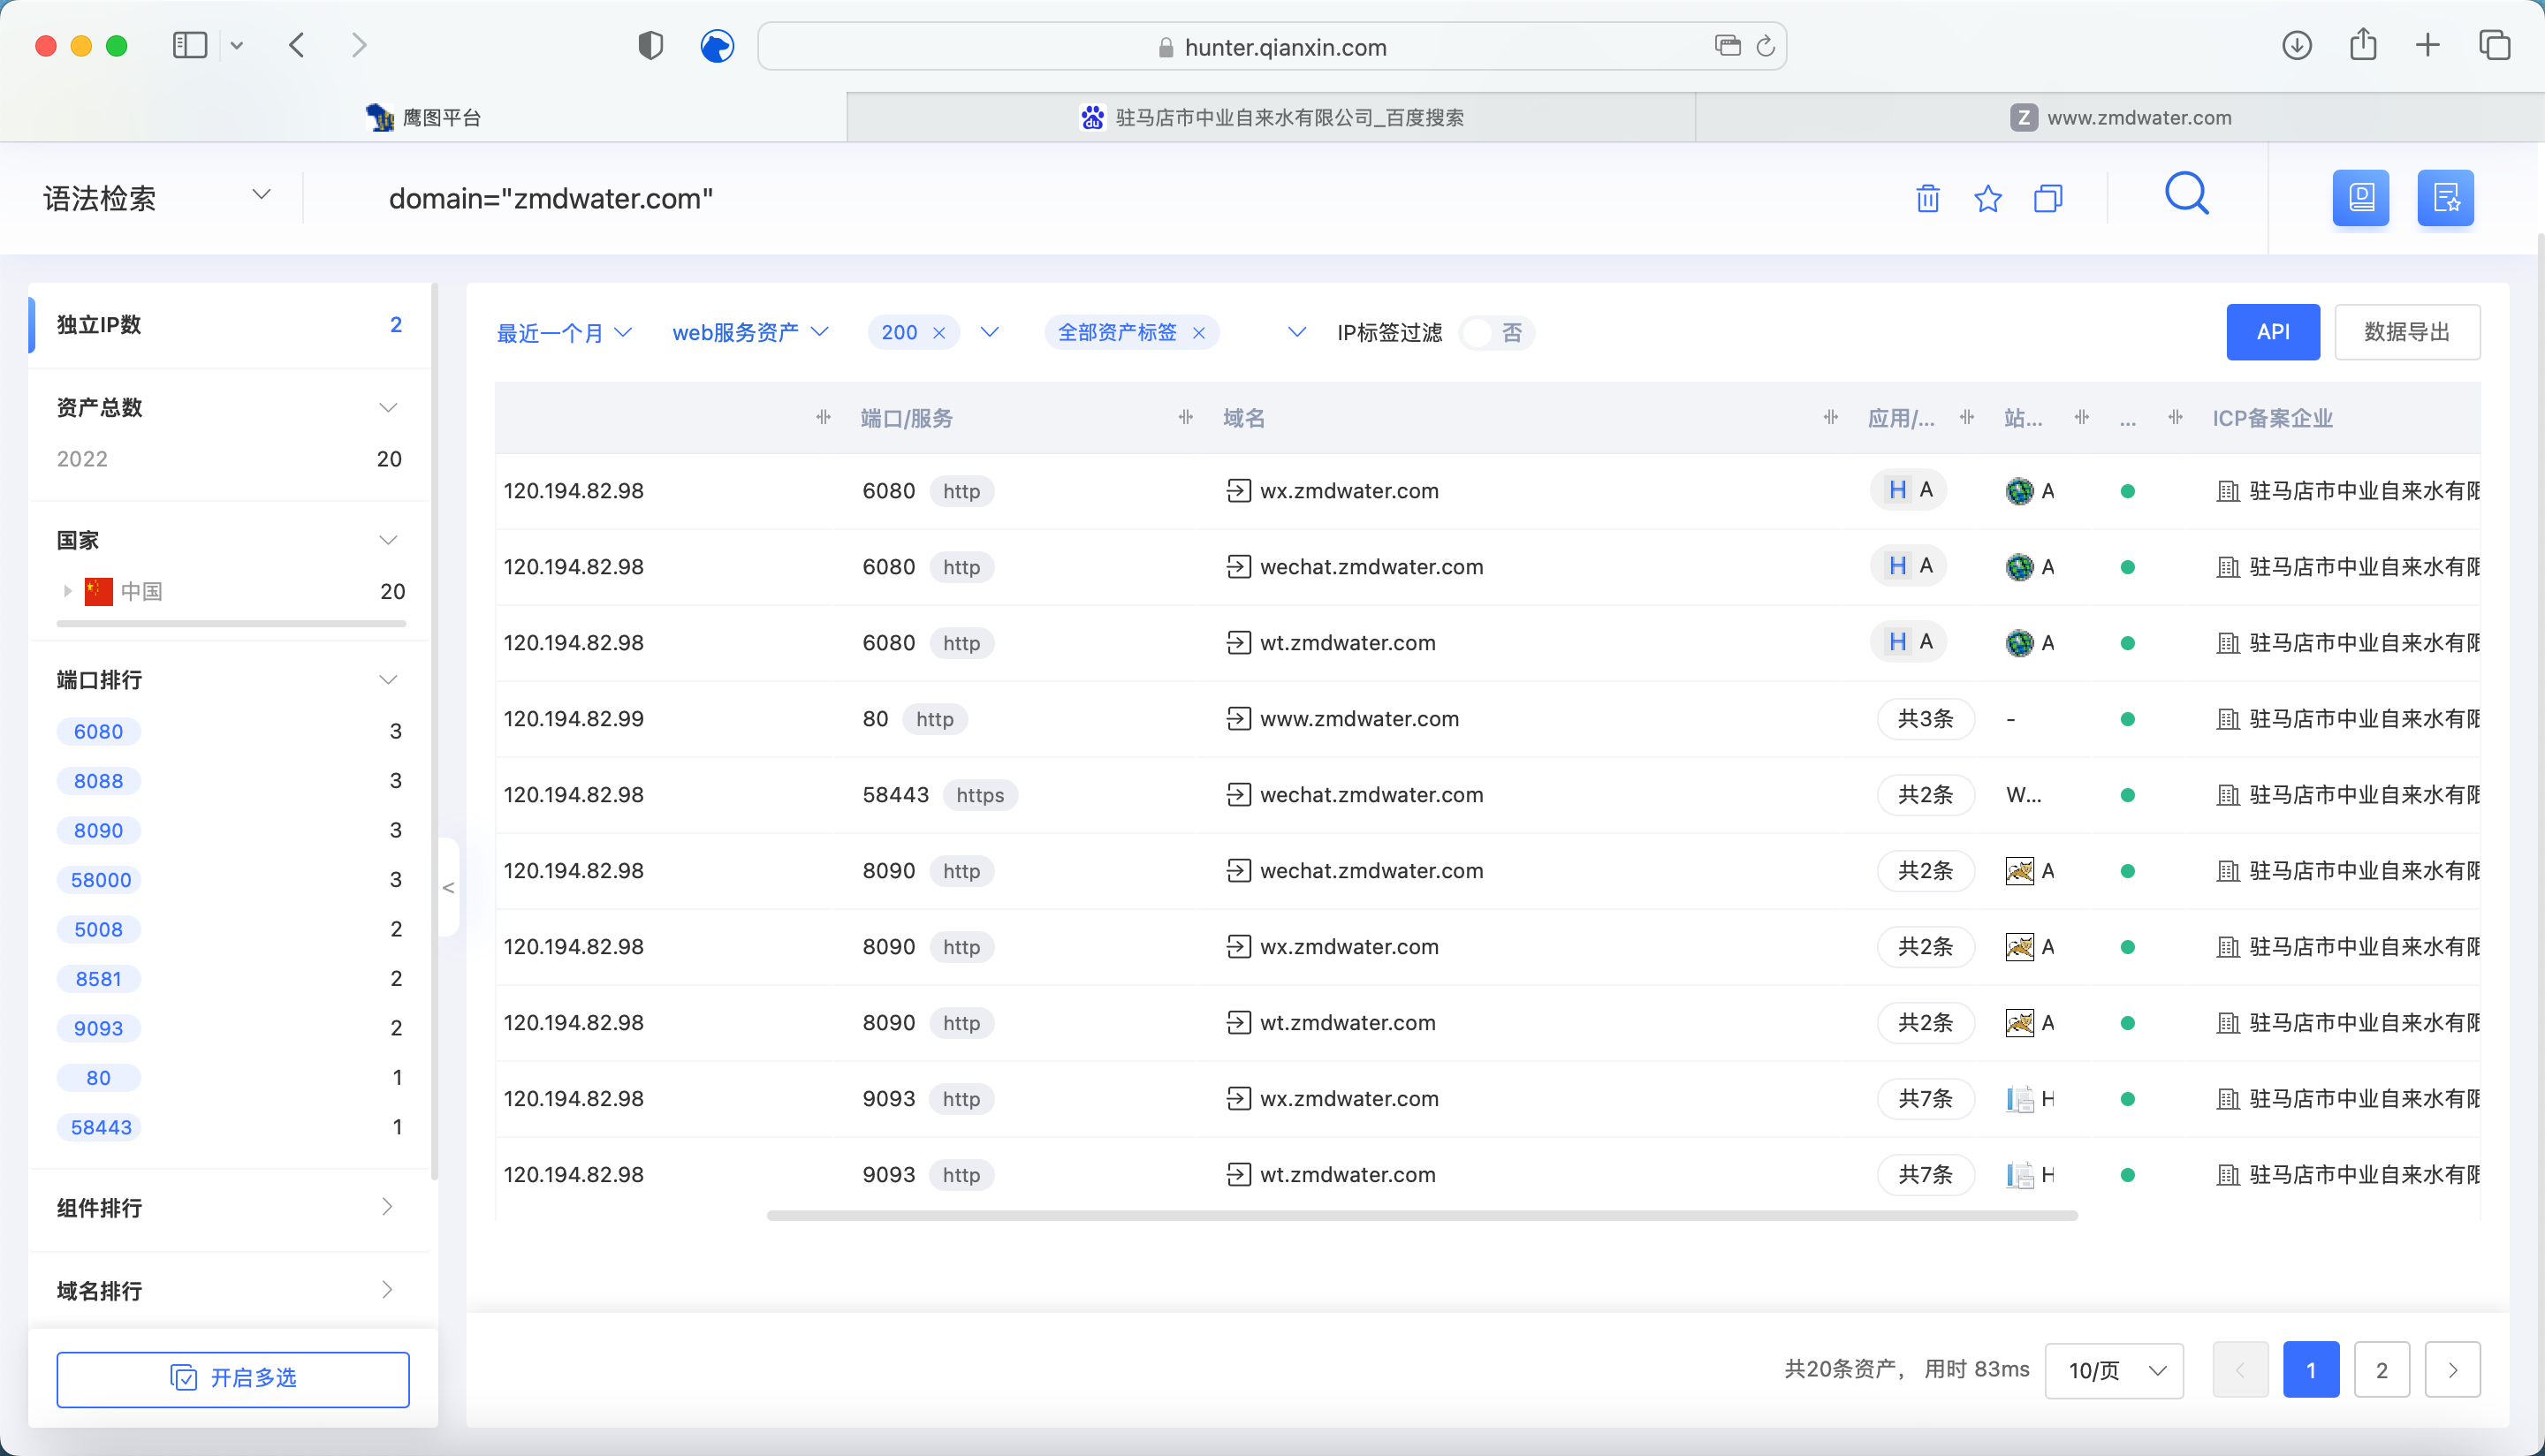 hunter.qianxin.com
鹰图平台
驻马店市中业自来水有限公司_百度搜索
Z www.zmdwater.com
语法检索
domain="zmdwater.com"
独立IP数 2
资产总数
2022 20
国家
中国 20
端口排行
6080 3
8088 3
8090 3
58000 3
5008 2
8581 2
9093 2
80 1
58443 1
组件排行
域名排行
开启多选
<
最近一个月 web服务资产 200 × 全部资产标签 × IP标签过滤 否 API 数据导出
端口/服务 域名 应用/... 站... ... ICP备案企业
120.194.82.98 6080 http wx.zmdwater.com H A A 驻马店市中业自来水有限
120.194.82.98 6080 http wechat.zmdwater.com H A A 驻马店市中业自来水有限
120.194.82.98 6080 http wt.zmdwater.com H A A 驻马店市中业自来水有限
120.194.82.99 80 http www.zmdwater.com 共3条 - 驻马店市中业自来水有限
120.194.82.98 58443 https wechat.zmdwater.com 共2条 W... 驻马店市中业自来水有限
120.194.82.98 8090 http wechat.zmdwater.com 共2条 A 驻马店市中业自来水有限
120.194.82.98 8090 http wx.zmdwater.com 共2条 A 驻马店市中业自来水有限
120.194.82.98 8090 http wt.zmdwater.com 共2条 A 驻马店市中业自来水有限
120.194.82.98 9093 http wx.zmdwater.com 共7条 H 驻马店市中业自来水有限
120.194.82.98 9093 http wt.zmdwater.com 共7条 H 驻马店市中业自来水有限
共20条资产， 用时 83ms 10/页 < 1 2 >